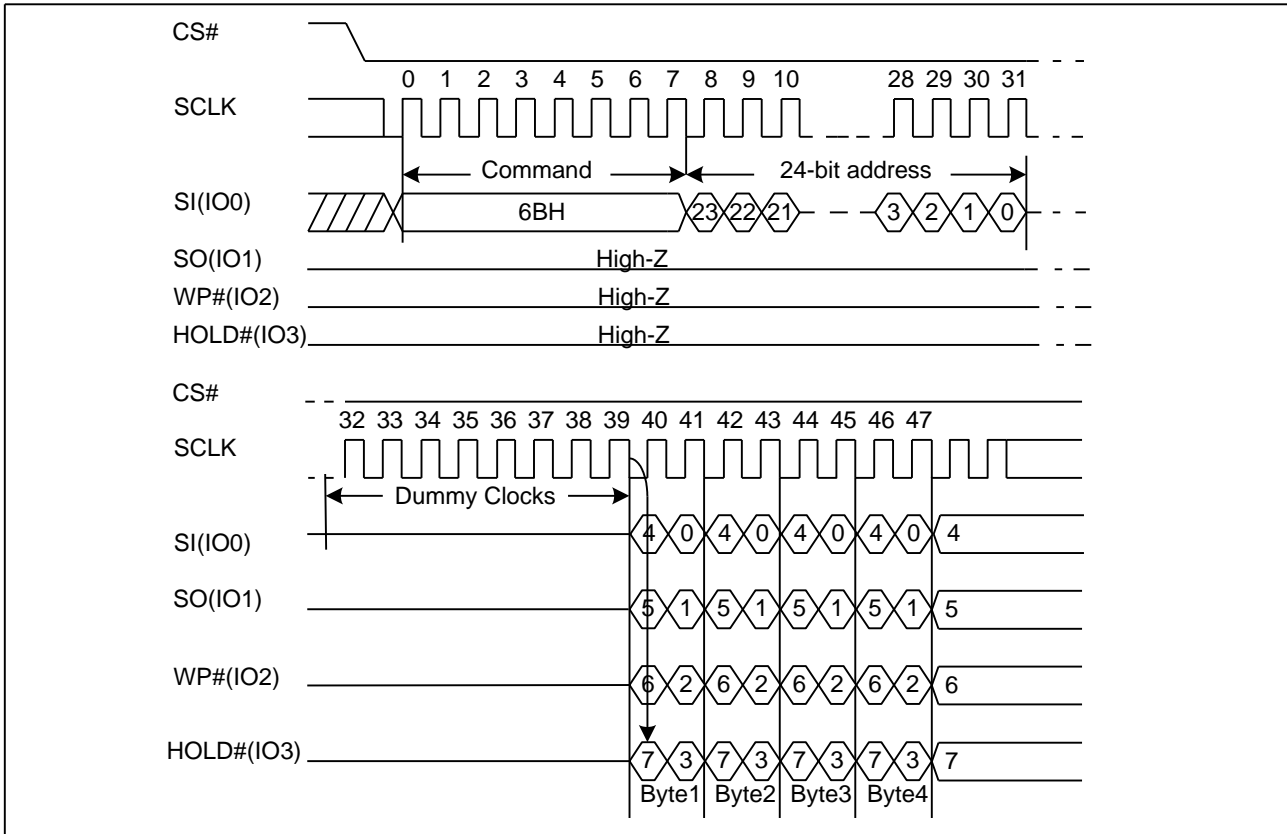 CS#
0 1 2 3 4 5 6 7 8 9 10 28 29 30 31
SCLK
Command 24-bit address
SI(IO0) 6BH 23 22 21 3 2 1 0
SO(IO1) High-Z
WP#(IO2) High-Z
HOLD#(IO3) High-Z
CS#
32 33 34 35 36 37 38 39 40 41 42 43 44 45 46 47
SCLK
Dummy Clocks
SI(IO0) 4 0 4 0 4 0 4 0 4
SO(IO1) 5 1 5 1 5 1 5 1 5
WP#(IO2) 6 2 6 2 6 2 6 2 6
HOLD#(IO3) 7 3 7 3 7 3 7 3 7
Byte1 Byte2 Byte3 Byte4